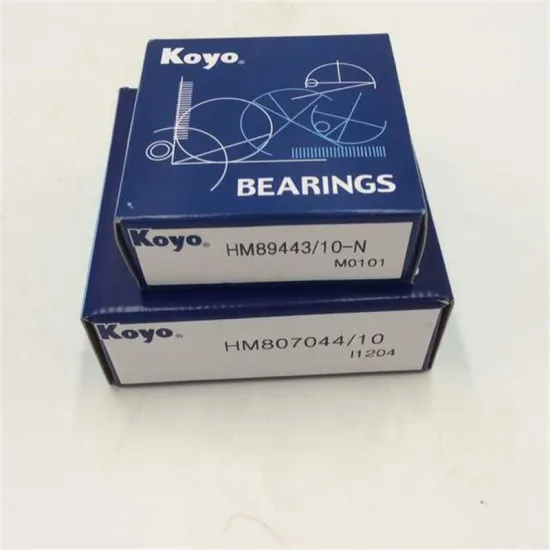 Koyo®
BEARINGS
Koyo® HM89443/10-N
M0101
Koyo® HM807044/10
I1204